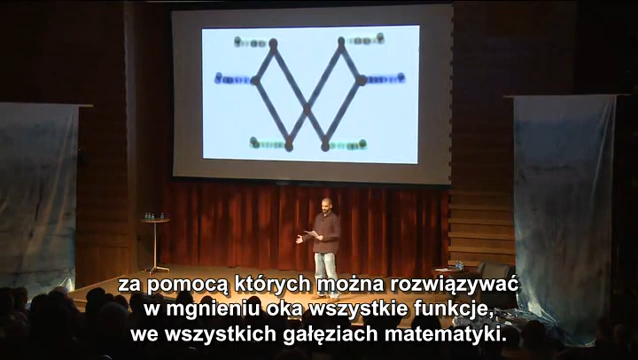 za pomocą których można rozwiązywać
w mgnieniu oka wszystkie funkcje,
we wszystkich gałęziach matematyki.